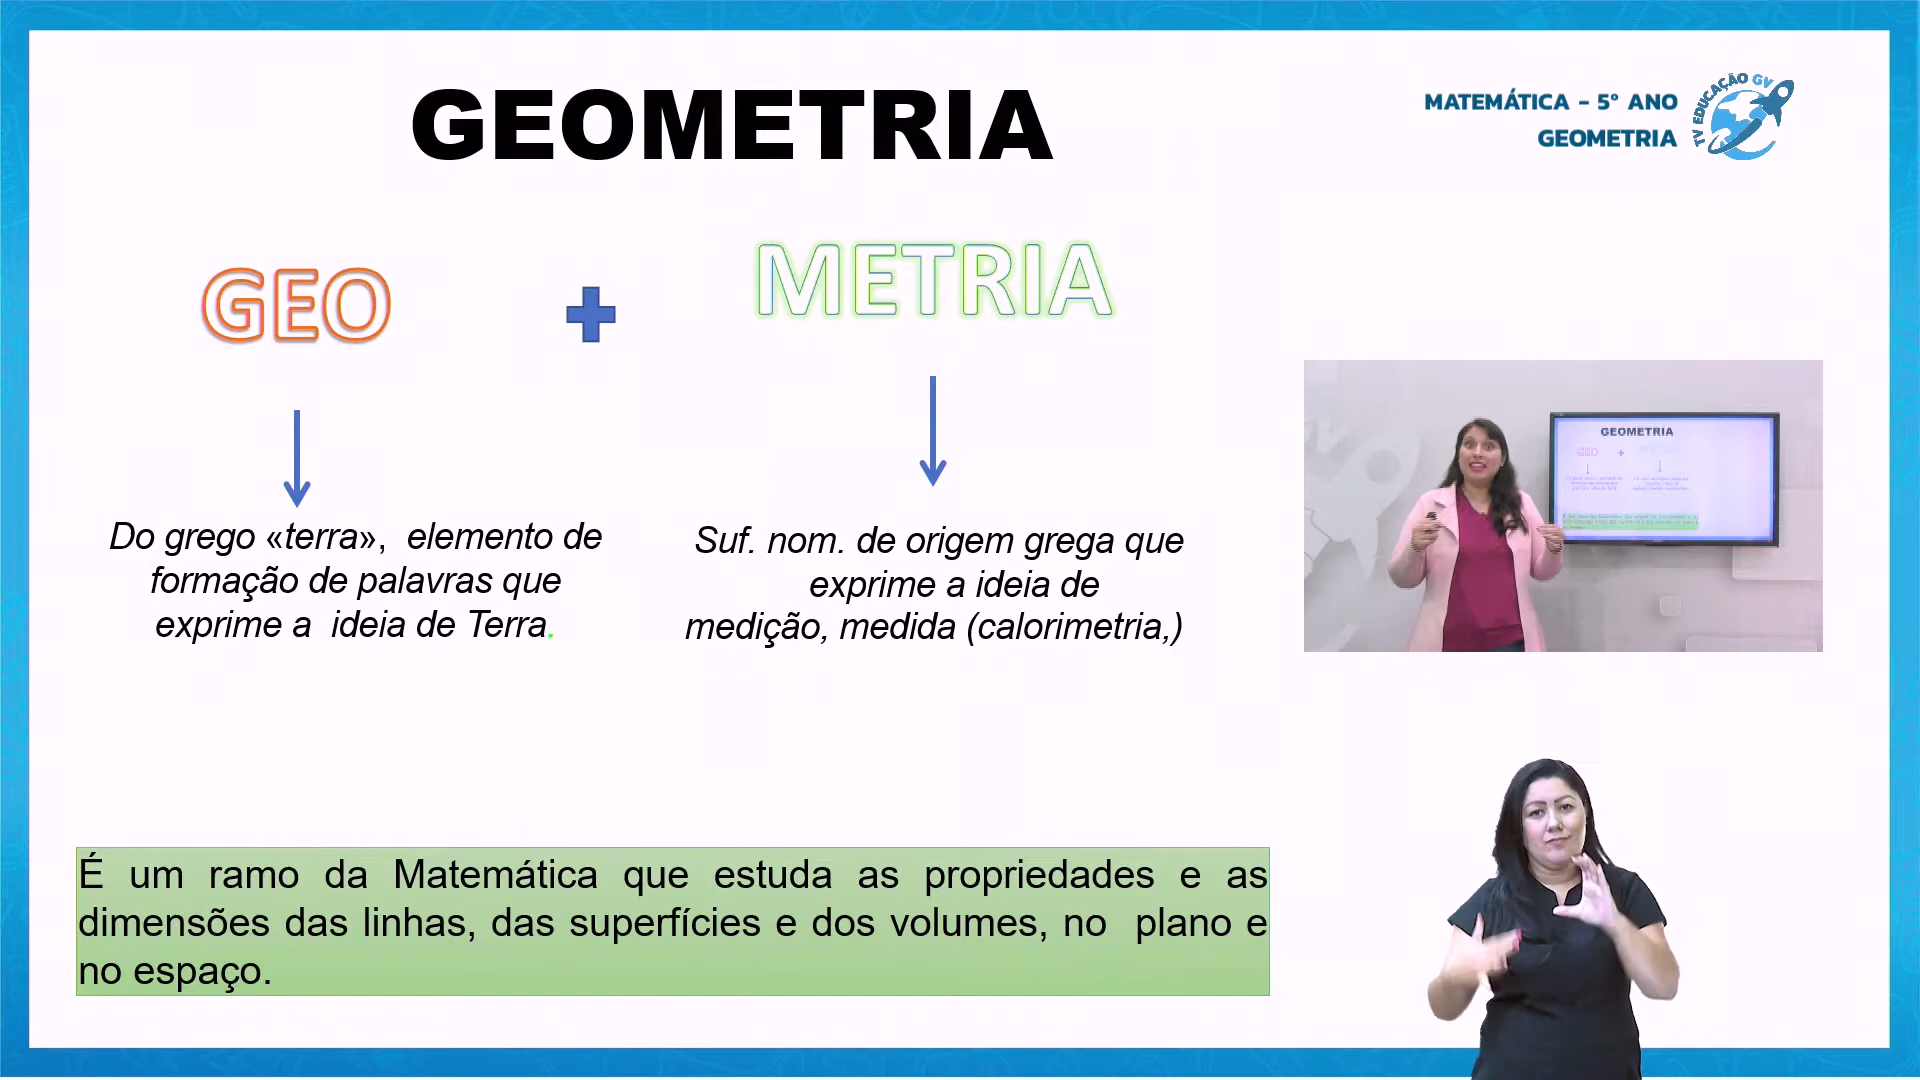 GEOMETRIA
MATEMÁTICA - 5º ANO
GEOMETRIA
TV EDUCAÇÃO GV
GEO
METRIA
Do grego «terra», elemento de
formação de palavras que
exprime a ideia de Terra.
Suf. nom. de origem grega que
exprime a ideia de
medição, medida (calorimetria,)
GEOMETRIA
GEO
É um ramo da Matemática que estuda as propriedades e as
dimensões das linhas, das superfícies e dos volumes, no plano e
no espaço.